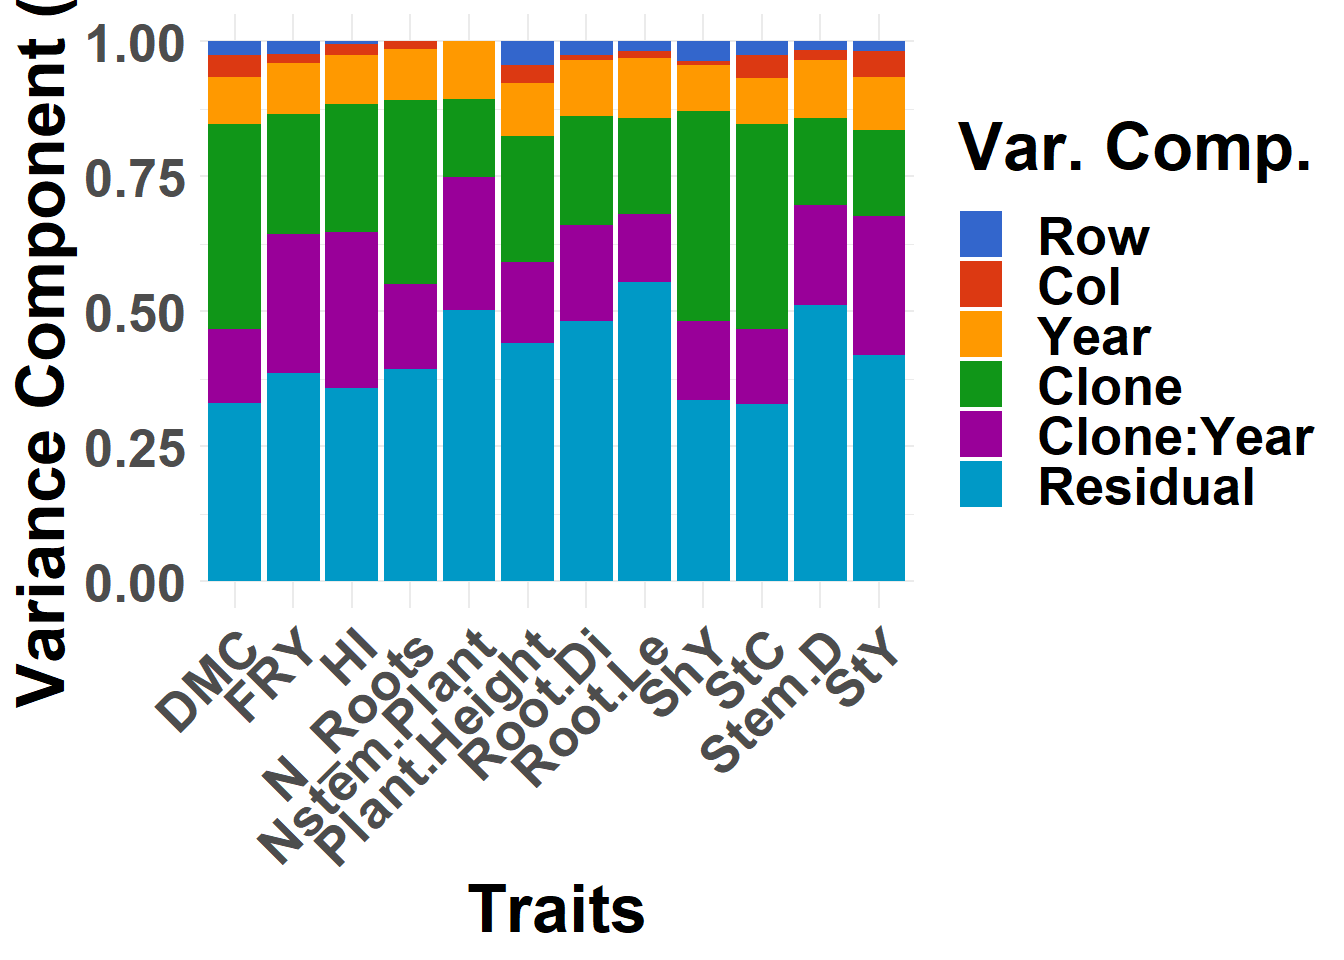 Variance Component (
1.00
0.75
0.50
0.25
0.00
DMC
FRY
HI
N_Roots
Nstem.Plant
Plant.Height
Root.Di
Root.Le
ShY
StC
Stem.D
StY
Traits
Var. Comp.
Row
Col
Year
Clone
Clone:Year
Residual